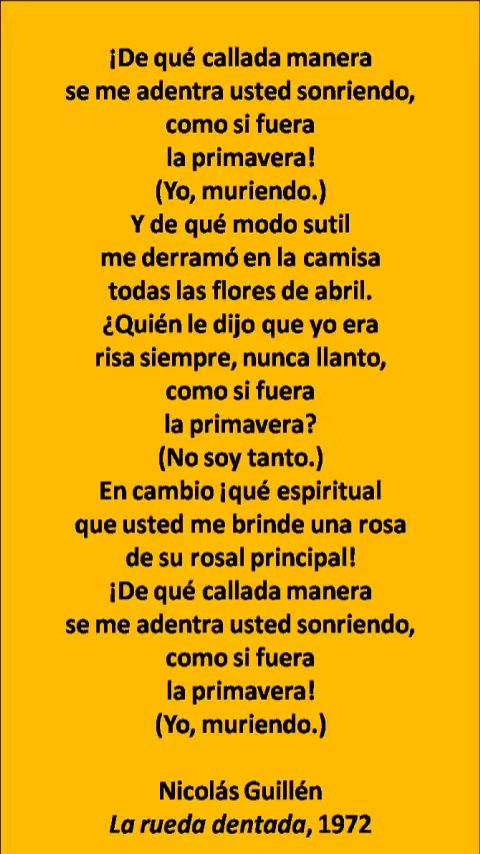 ¡De qué callada manera
se me adentra usted sonriendo,
como si fuera
la primavera!
(Yo, muriendo.)
Y de qué modo sutil
me derramó en la camisa
todas las flores de abril.
¿Quién le dijo que yo era
risa siempre, nunca llanto,
como si fuera
la primavera?
(No soy tanto.)
En cambio ¡qué espiritual
que usted me brinde una rosa
de su rosal principal!
¡De qué callada manera
se me adentra usted sonriendo,
como si fuera
la primavera!
(Yo, muriendo.)
Nicolás Guillén
La rueda dentada, 1972